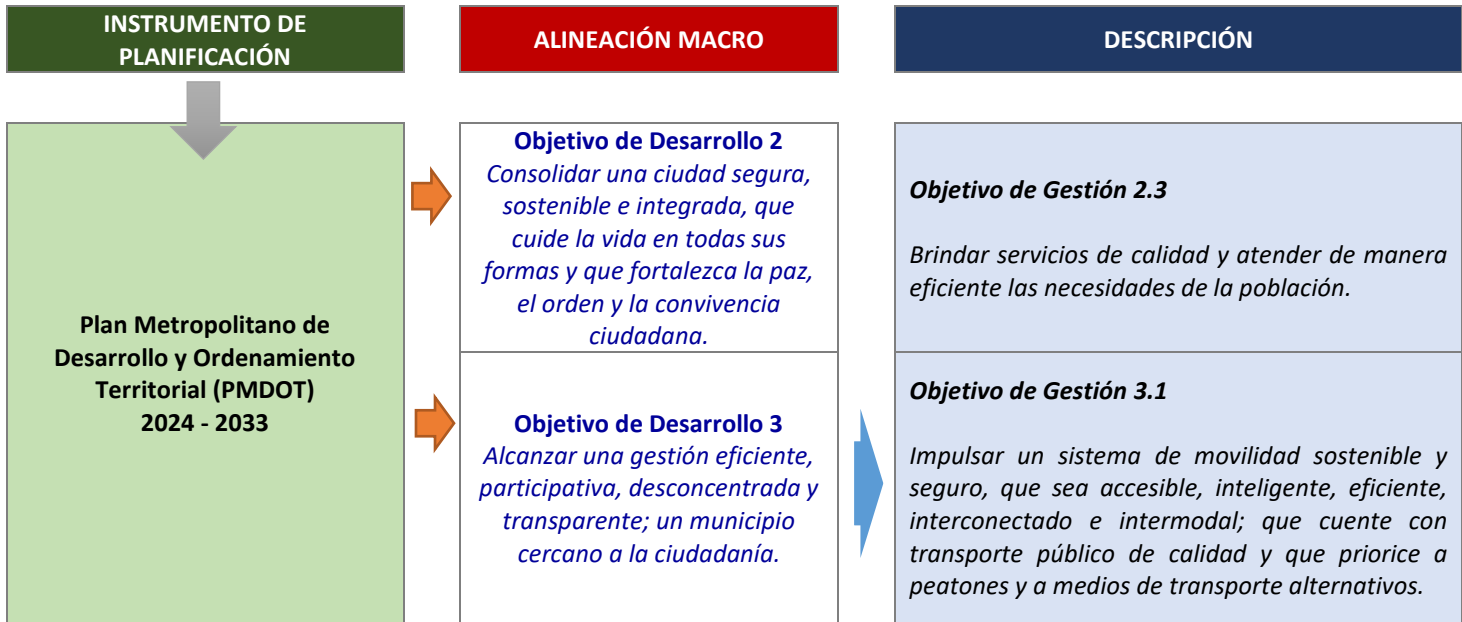 INSTRUMENTO DE
PLANIFICACIÓN
ALINEACIÓN MACRO
DESCRIPCIÓN
Plan Metropolitano de
Desarrollo y Ordenamiento
Territorial (PMDOT)
2024 - 2033
Objetivo de Desarrollo 2
Consolidar una ciudad segura,
sostenible e integrada, que
cuide la vida en todas sus
formas y que fortalezca la paz,
el orden y la convivencia
ciudadana.
Objetivo de Gestión 2.3
Brindar servicios de calidad y atender de manera
eficiente las necesidades de la población.
Objetivo de Desarrollo 3
Alcanzar una gestión eficiente,
participativa, desconcentrada y
transparente; un municipio
cercano a la ciudadanía.
Objetivo de Gestión 3.1
Impulsar un sistema de movilidad sostenible y
seguro, que sea accesible, inteligente, eficiente,
interconectado e intermodal; que cuente con
transporte público de calidad y que priorice a
peatones y a medios de transporte alternativos.